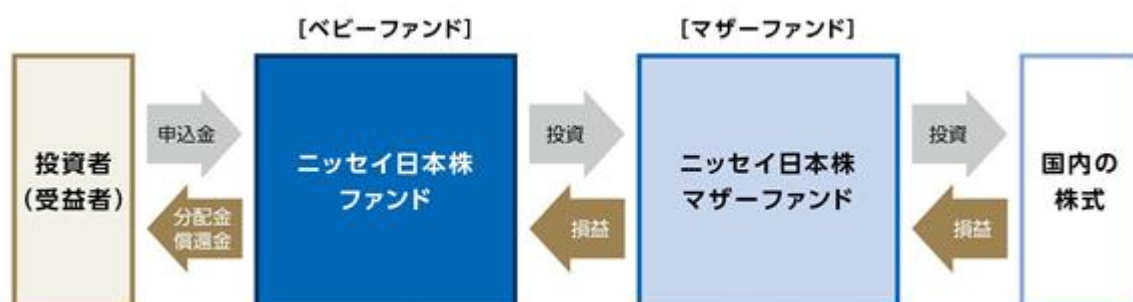 [ベビーファンド]
[マザーファンド]
投資者
(受益者)
申込金
分配金
償還金
ニッセイ日本株
ファンド
投資
損益
ニッセイ日本株
マザーファンド
投資
損益
国内の
株式